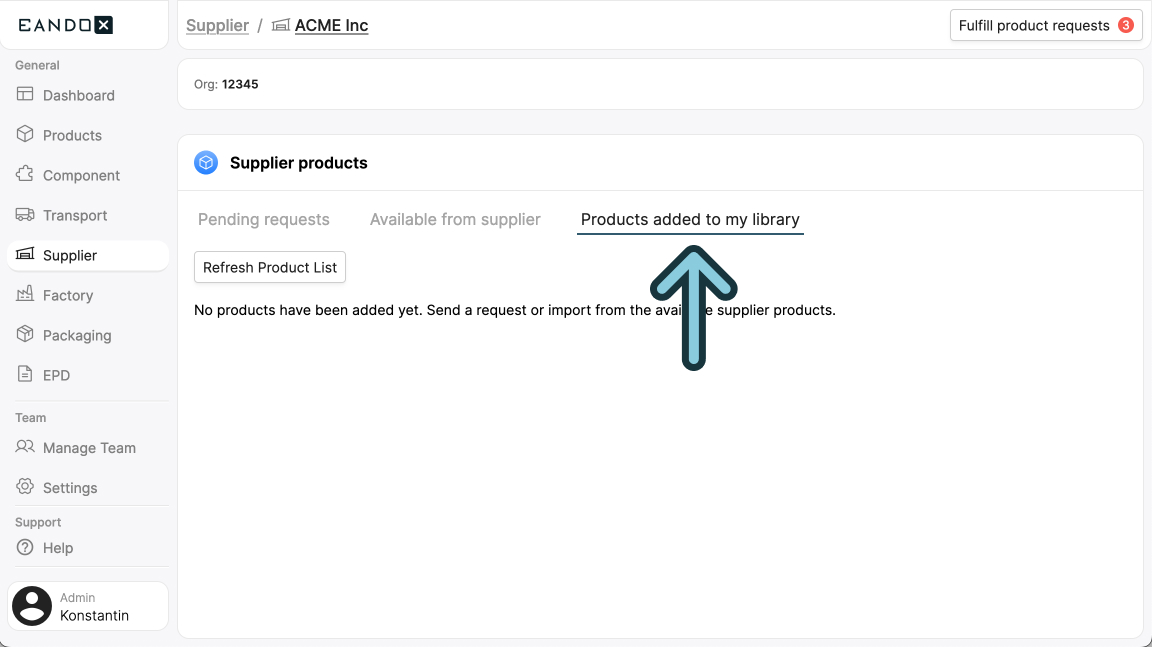 EANDOX
Supplier / ACME Inc
Fulfill product requests 3
General
Dashboard
Products
Component
Transport
Supplier
Factory
Packaging
EPD
Team
Manage Team
Settings
Support
Help
Admin
Konstantin
Org: 12345
Supplier products
Pending requests Available from supplier Products added to my library
Refresh Product List
No products have been added yet. Send a request or import from the supplier products.